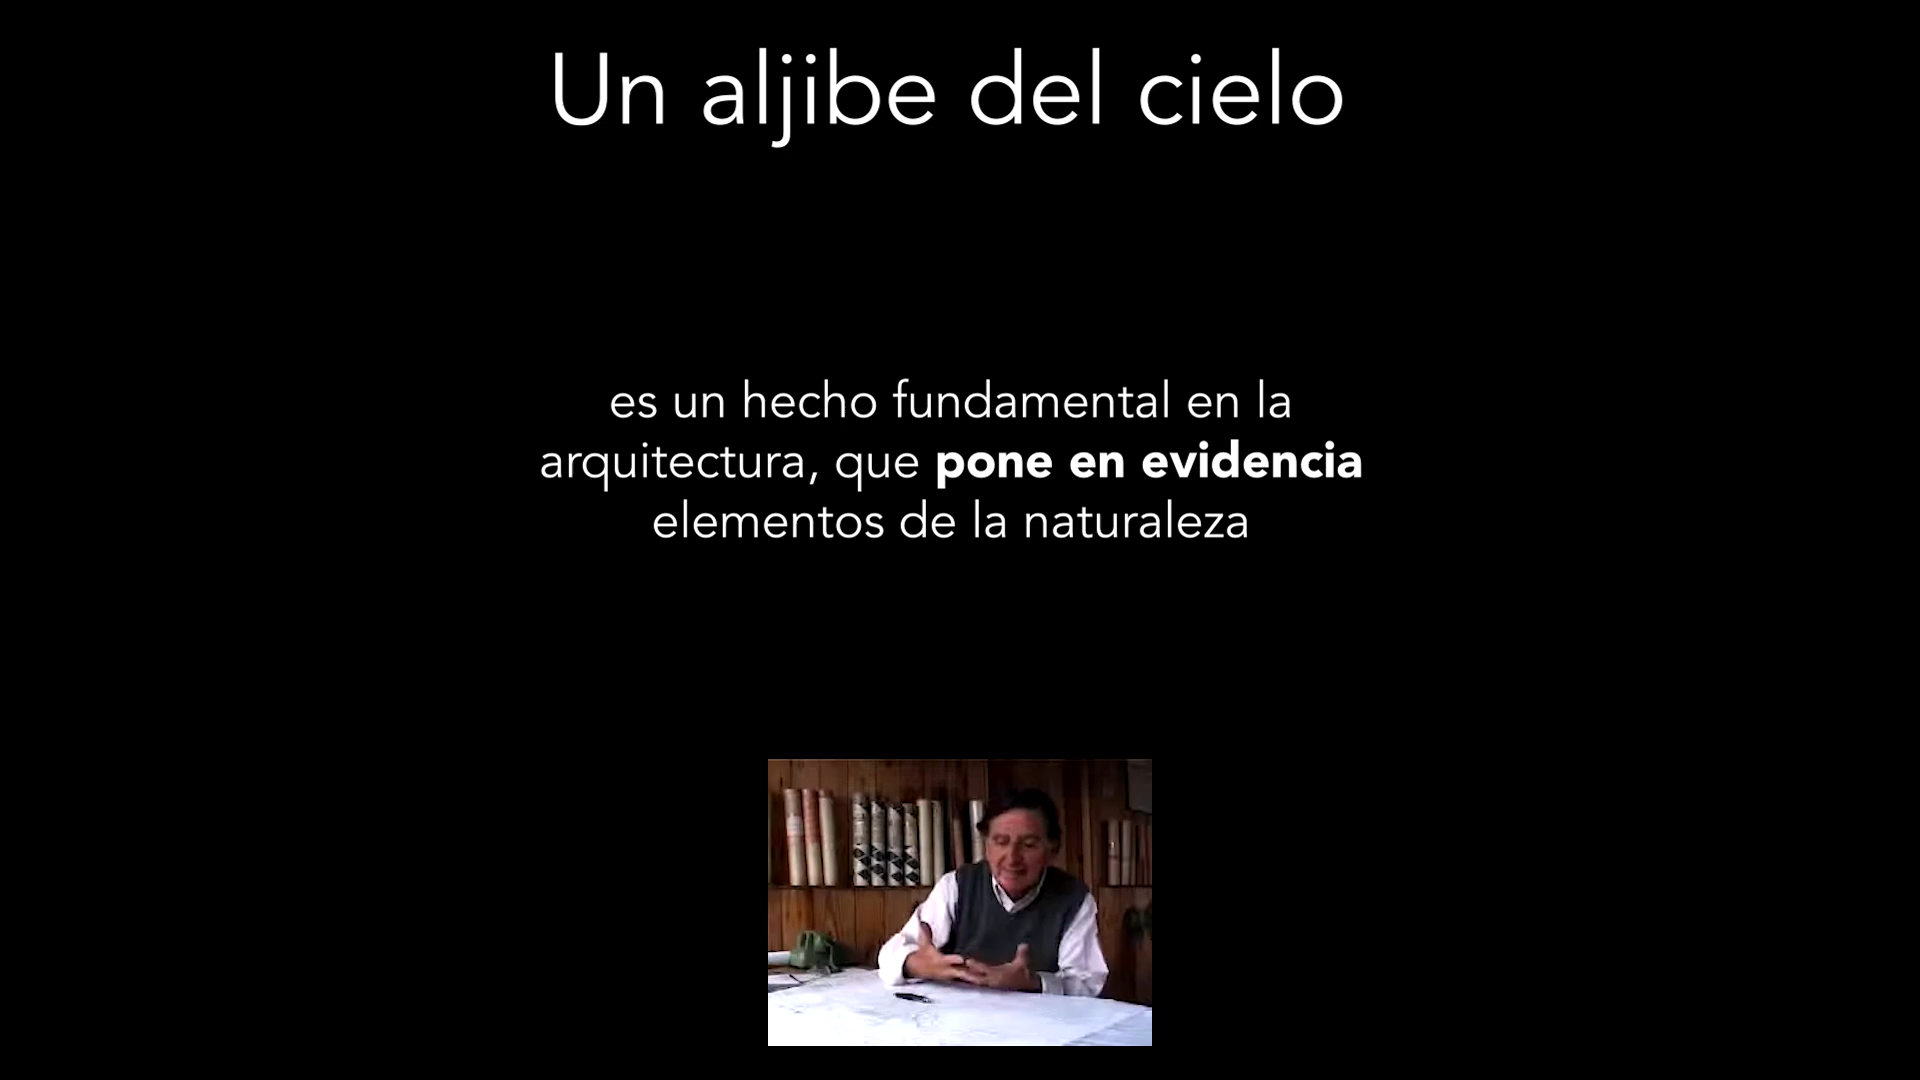 Un aljibe del cielo
es un hecho fundamental en la
arquitectura, que pone en evidencia
elementos de la naturaleza